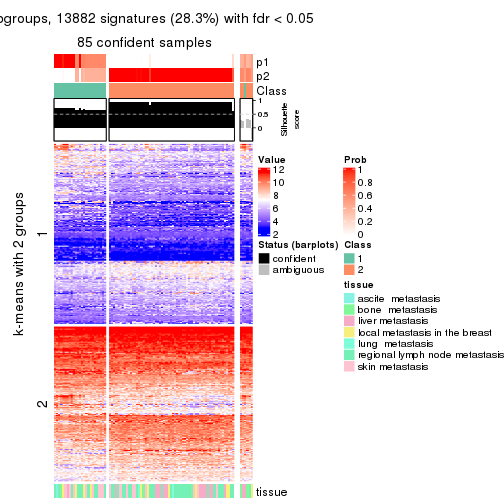 ogroups, 13882 signatures (28.3%) with fdr < 0.05
85 confident samples
p1
p2
Class
1
0.5
0
Silhouette
score
k-means with 2 groups
1
2
Value
12
10
8
6
4
2
Prob
1
0.8
0.6
0.4
0.2
0
Status (barplots)
confident
ambiguous
Class
1
2
tissue
ascite metastasis
bone metastasis
liver metastasis
local metastasis in the breast
lung metastasis
regional lymph node metastasis
skin metastasis
tissue